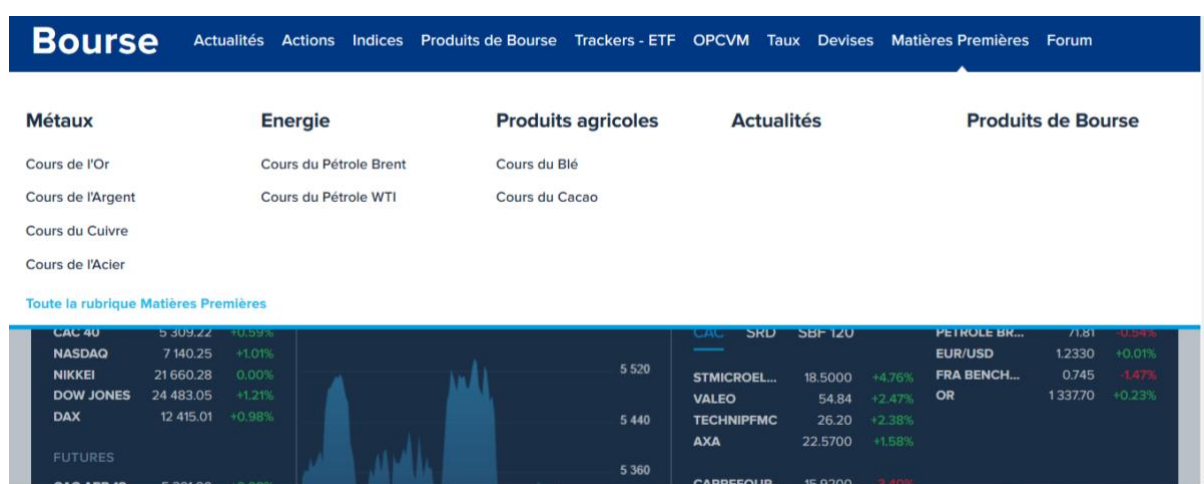 Bourse Actualités Actions Indices Produits de Bourse Trackers - ETF OPCVM Taux Devises Matières Premières Forum
Métaux Energie Produits agricoles Actualités Produits de Bourse
Cours de l'Or Cours du Pétrole Brent Cours du Blé
Cours de l'Argent Cours du Pétrole WTI Cours du Cacao
Cours du Cuivre
Cours de l'Acier
Toute la rubrique Matières Premières
CAC 40 5 309.22 +0.59% CAC SRD SBF 120 PETROLE BR... 71.81 -0.54%
NASDAQ 7 140.25 +1.01% EUR/USD 1.2330 +0.01%
NIKKEI 21 660.28 0.00% 5 520 STMICROEL... 18.5000 +4.76% FRA BENCH... 0.745 -1.47%
DOW JONES 24 483.05 +1.21% VALEO 54.84 +2.47% OR 1 337.70 +0.23%
DAX 12 415.01 +0.98% 5 440 TECHNIPFMC 26.20 +2.38%
AXA 22.5700 +1.58%
FUTURES
5 360